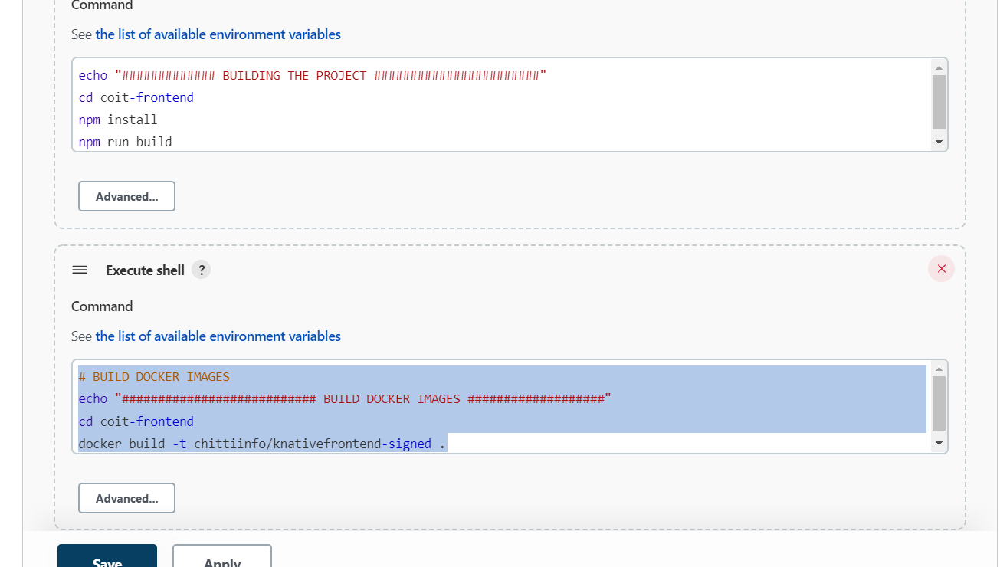 Command
See the list of available environment variables
echo "############# BUILDING THE PROJECT #######################"
cd coit-frontend
npm install
npm run build
Advanced...
Execute shell ?
Command
See the list of available environment variables
# BUILD DOCKER IMAGES
echo "########################### BUILD DOCKER IMAGES ###################"
cd coit-frontend
docker build -t chittiinfo/knativefrontend-signed .
Advanced...
Save Apply